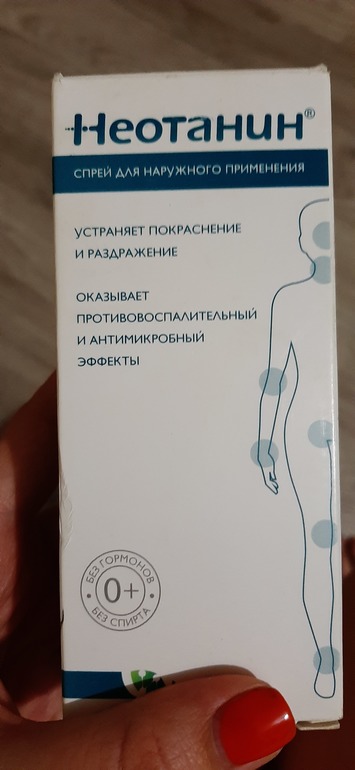 Неотанин®
СПРЕЙ ДЛЯ НАРУЖНОГО ПРИМЕНЕНИЯ
УСТРАНЯЕТ ПОКРАСНЕНИЕ
И РАЗДРАЖЕНИЕ
ОКАЗЫВАЕТ
ПРОТИВОВОСПАЛИТЕЛЬНЫЙ
И АНТИМИКРОБНЫЙ
ЭФФЕКТЫ
БЕЗ ГОРМОНОВ
0+
БЕЗ СПИРТА